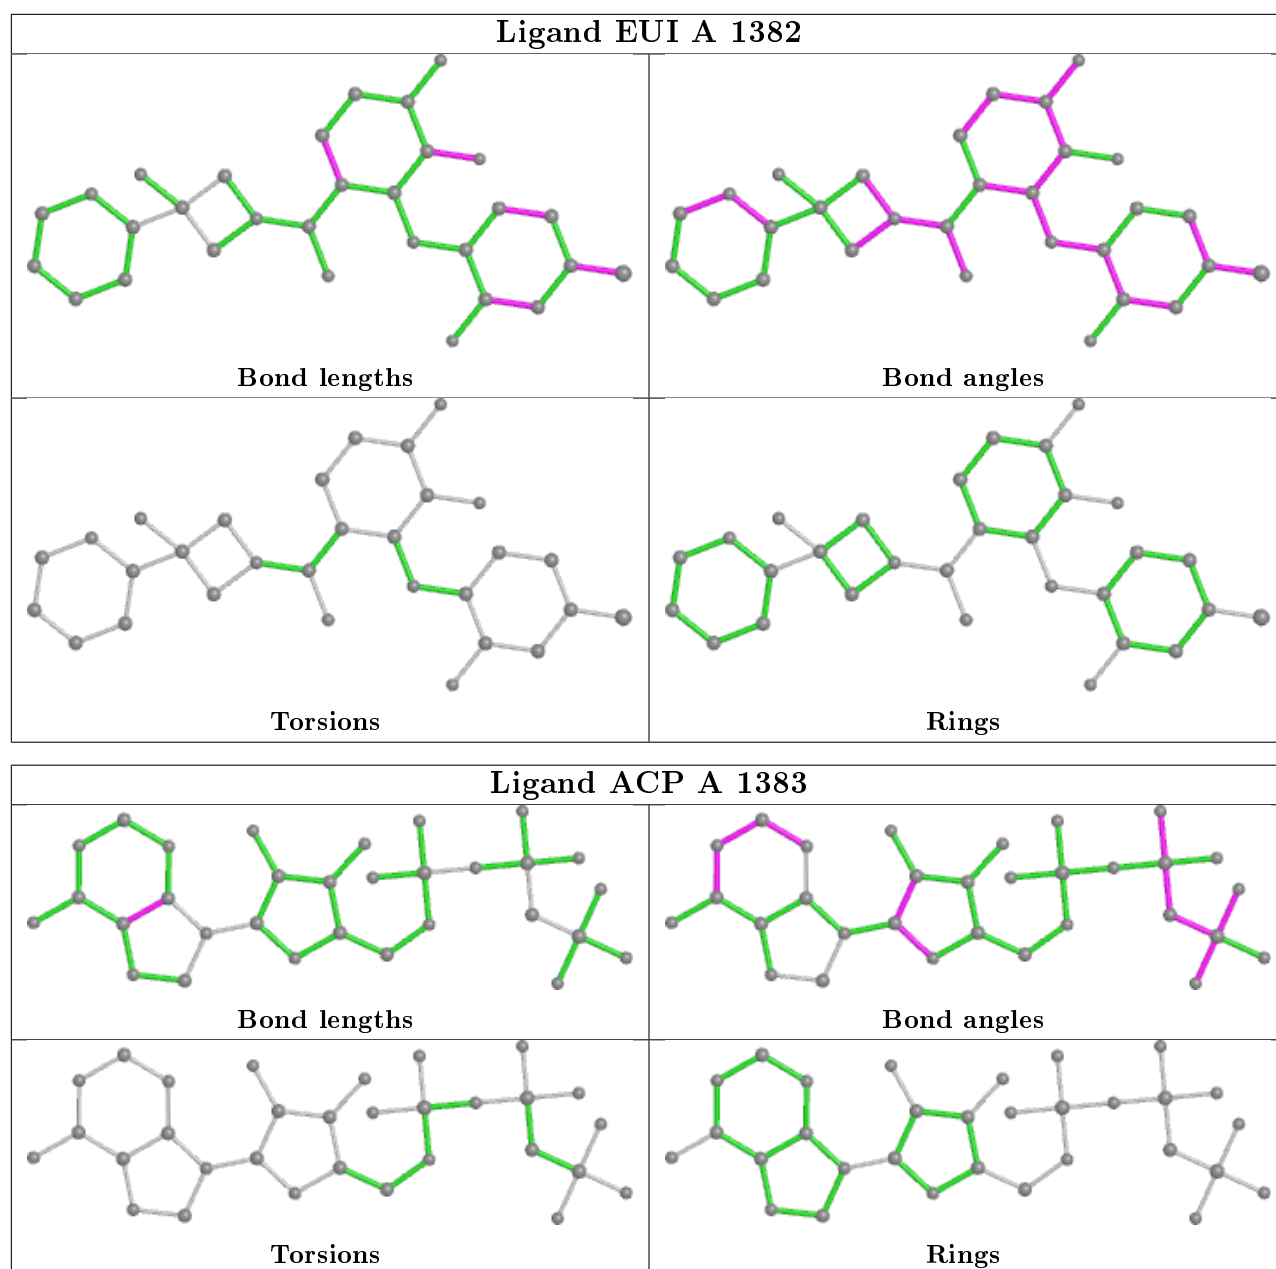 Ligand EUI A 1382
Bond lengths
Bond angles
Torsions
Rings
Ligand ACP A 1383
Bond lengths
Bond angles
Torsions
Rings